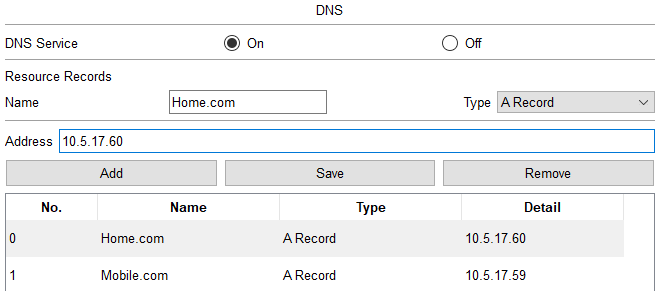 DNS
DNS Service On Off
Resource Records
Name Home.com Type A Record
Address 10.5.17.60
Add Save Remove
No. Name Type Detail
0 Home.com A Record 10.5.17.60
1 Mobile.com A Record 10.5.17.59